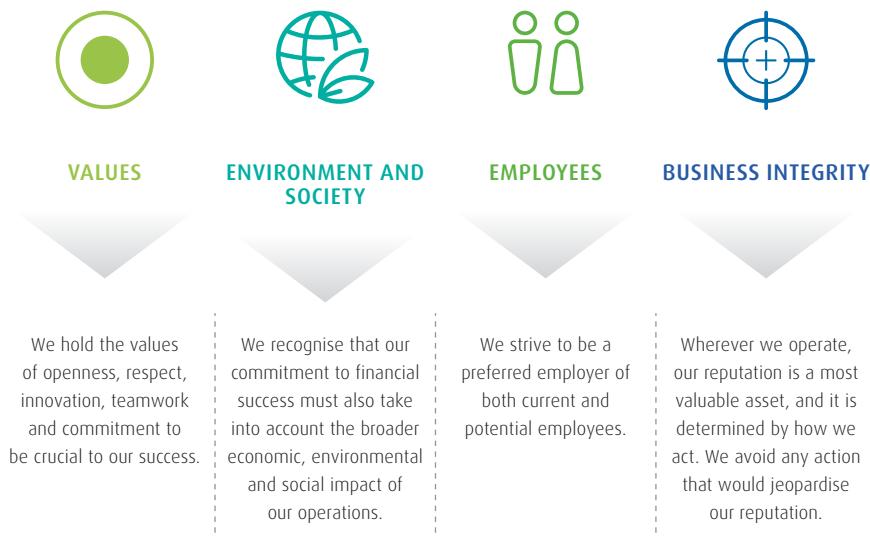 VALUES
We hold the values
of openness, respect,
innovation, teamwork
and commitment to
be crucial to our success.
ENVIRONMENT AND
SOCIETY
We recognise that our
commitment to financial
success must also take
into account the broader
economic, environmental
and social impact of
our operations.
EMPLOYEES
We strive to be a
preferred employer of
both current and
potential employees.
BUSINESS INTEGRITY
Wherever we operate,
our reputation is a most
valuable asset, and it is
determined by how we
act. We avoid any action
that would jeopardise
our reputation.